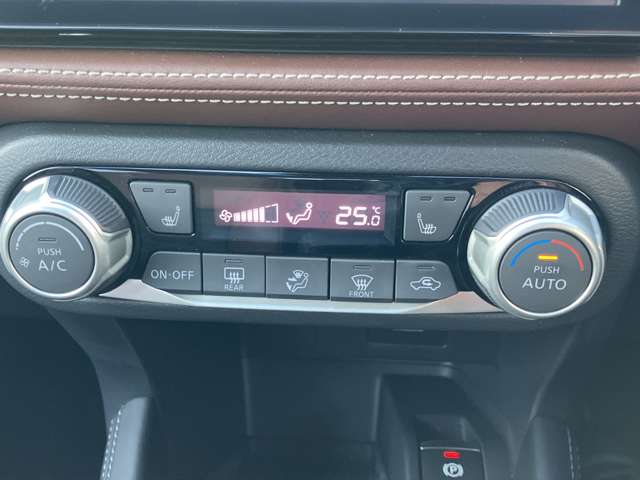 25.0
°C
PUSH
A/C
ON·OFF
REAR
FRONT
PUSH
AUTO
P